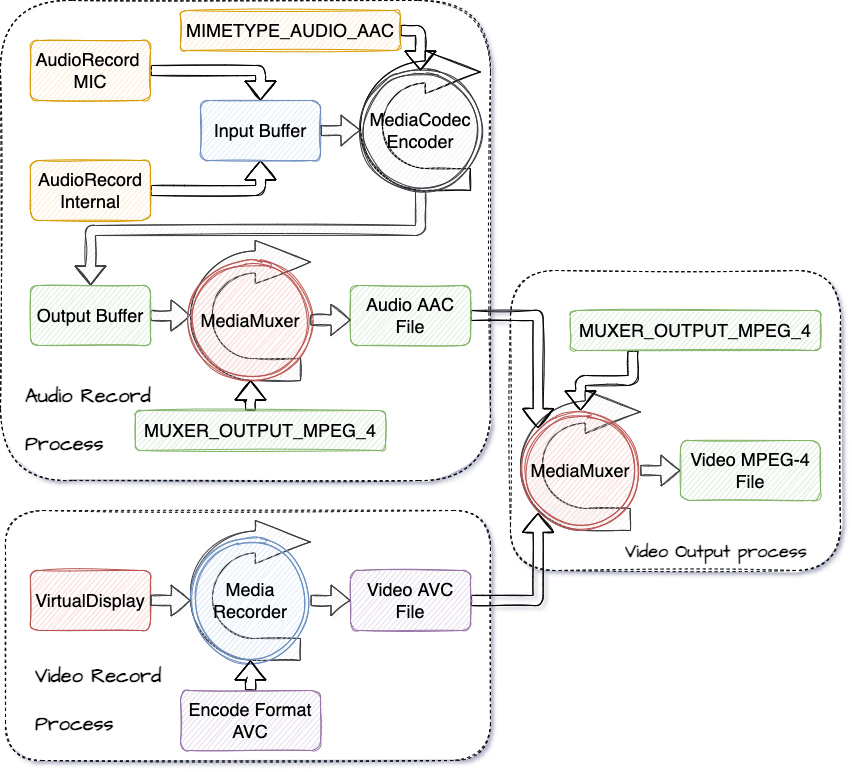 MIMETYPE_AUDIO_AAC
AudioRecord
MIC
Input Buffer
MediaCodec
Encoder
AudioRecord
Internal
Output Buffer
MediaMuxer
Audio AAC
File
MUXER_OUTPUT_MPEG_4
Audio Record
Process
MUXER_OUTPUT_MPEG_4
MediaMuxer
Video MPEG-4
File
Video Output process
VirtualDisplay
Media
Recorder
Video AVC
File
Video Record
Process
Encode Format
AVC